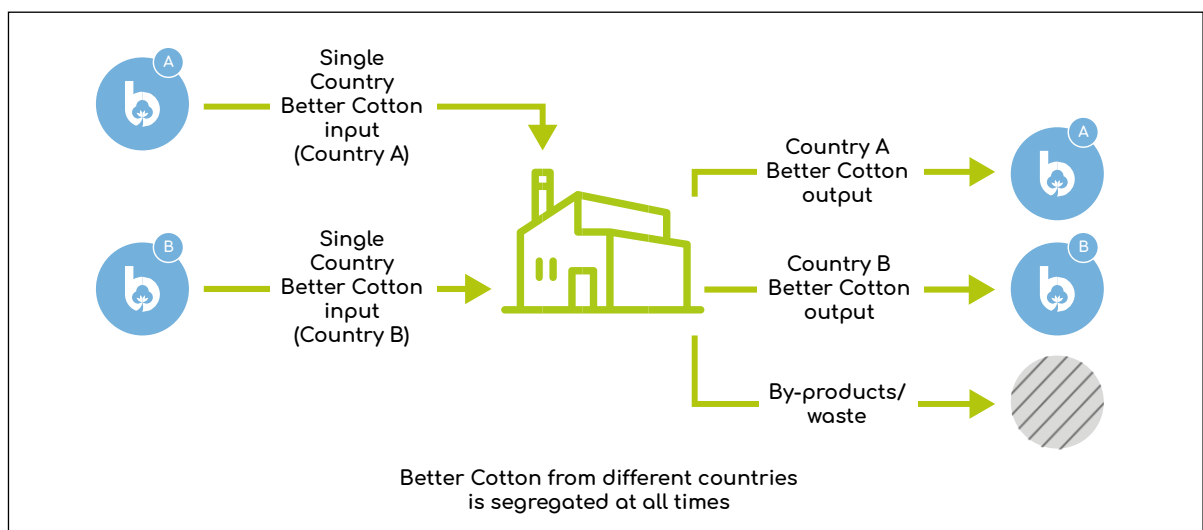 A
Single
Country
Better Cotton
input
(Country A)
B
Single
Country
Better Cotton
input
(Country B)
Country A
Better Cotton
output
A
Country B
Better Cotton
output
B
By-products/
waste
Better Cotton from different countries
is segregated at all times